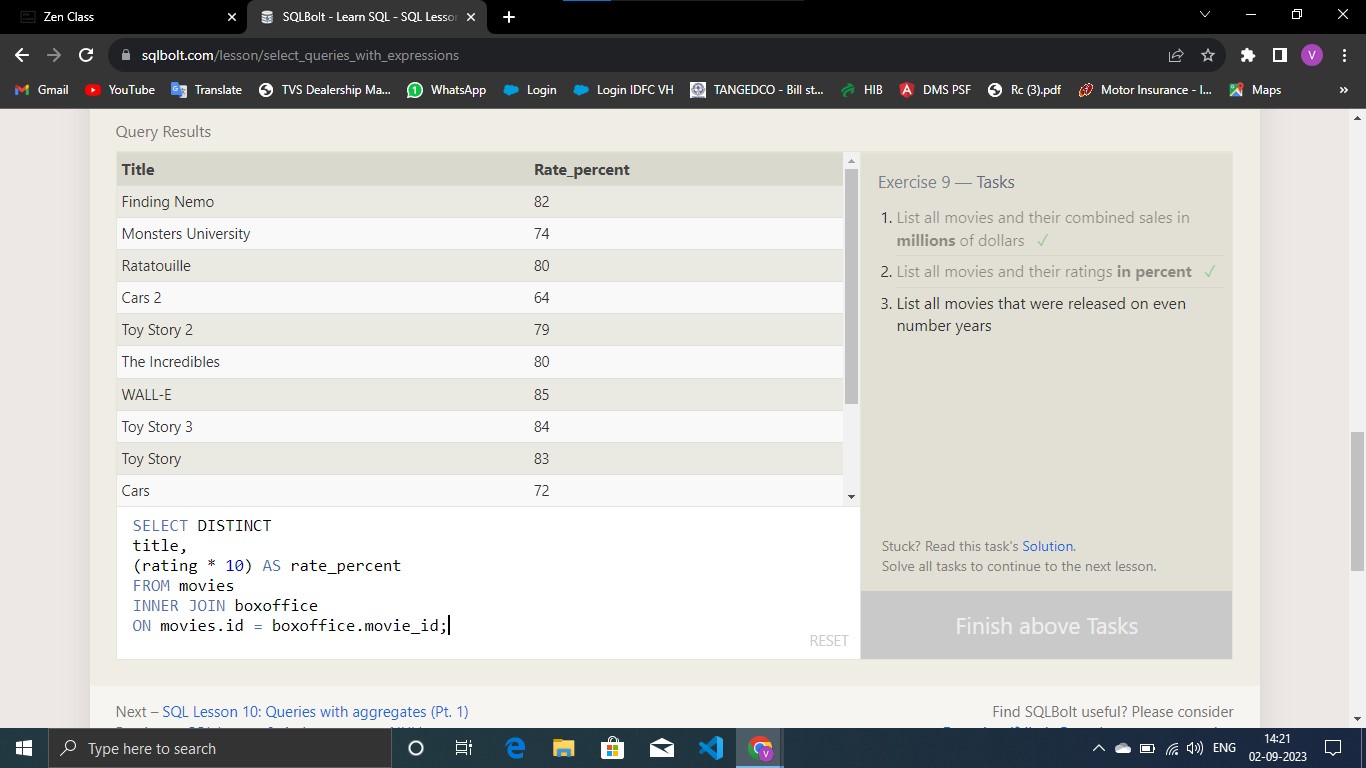 Zen Class
SQLBolt - Learn SQL - SQL Lesson
sqlbolt.com/lesson/select_queries_with_expressions
V
Gmail YouTube Translate TVS Dealership Ma... WhatsApp Login Login IDFC VH TANGEDCO - Bill st... HIB DMS PSF Rc (3).pdf Motor Insurance - I... Maps »
Query Results
Title Rate_percent
Finding Nemo 82
Monsters University 74
Ratatouille 80
Cars 2 64
Toy Story 2 79
The Incredibles 80
WALL-E 85
Toy Story 3 84
Toy Story 83
Cars 72
Exercise 9 — Tasks
1. List all movies and their combined sales in
millions of dollars ✓
2. List all movies and their ratings in percent ✓
3. List all movies that were released on even
number years
Stuck? Read this task's Solution.
Solve all tasks to continue to the next lesson.
Finish above Tasks
SELECT DISTINCT
title,
(rating * 10) AS rate_percent
FROM movies
INNER JOIN boxoffice
ON movies.id = boxoffice.movie_id;
RESET
Next – SQL Lesson 10: Queries with aggregates (Pt. 1)
Find SQLBolt useful? Please consider
Type here to search
ENG
14:21
02-09-2023